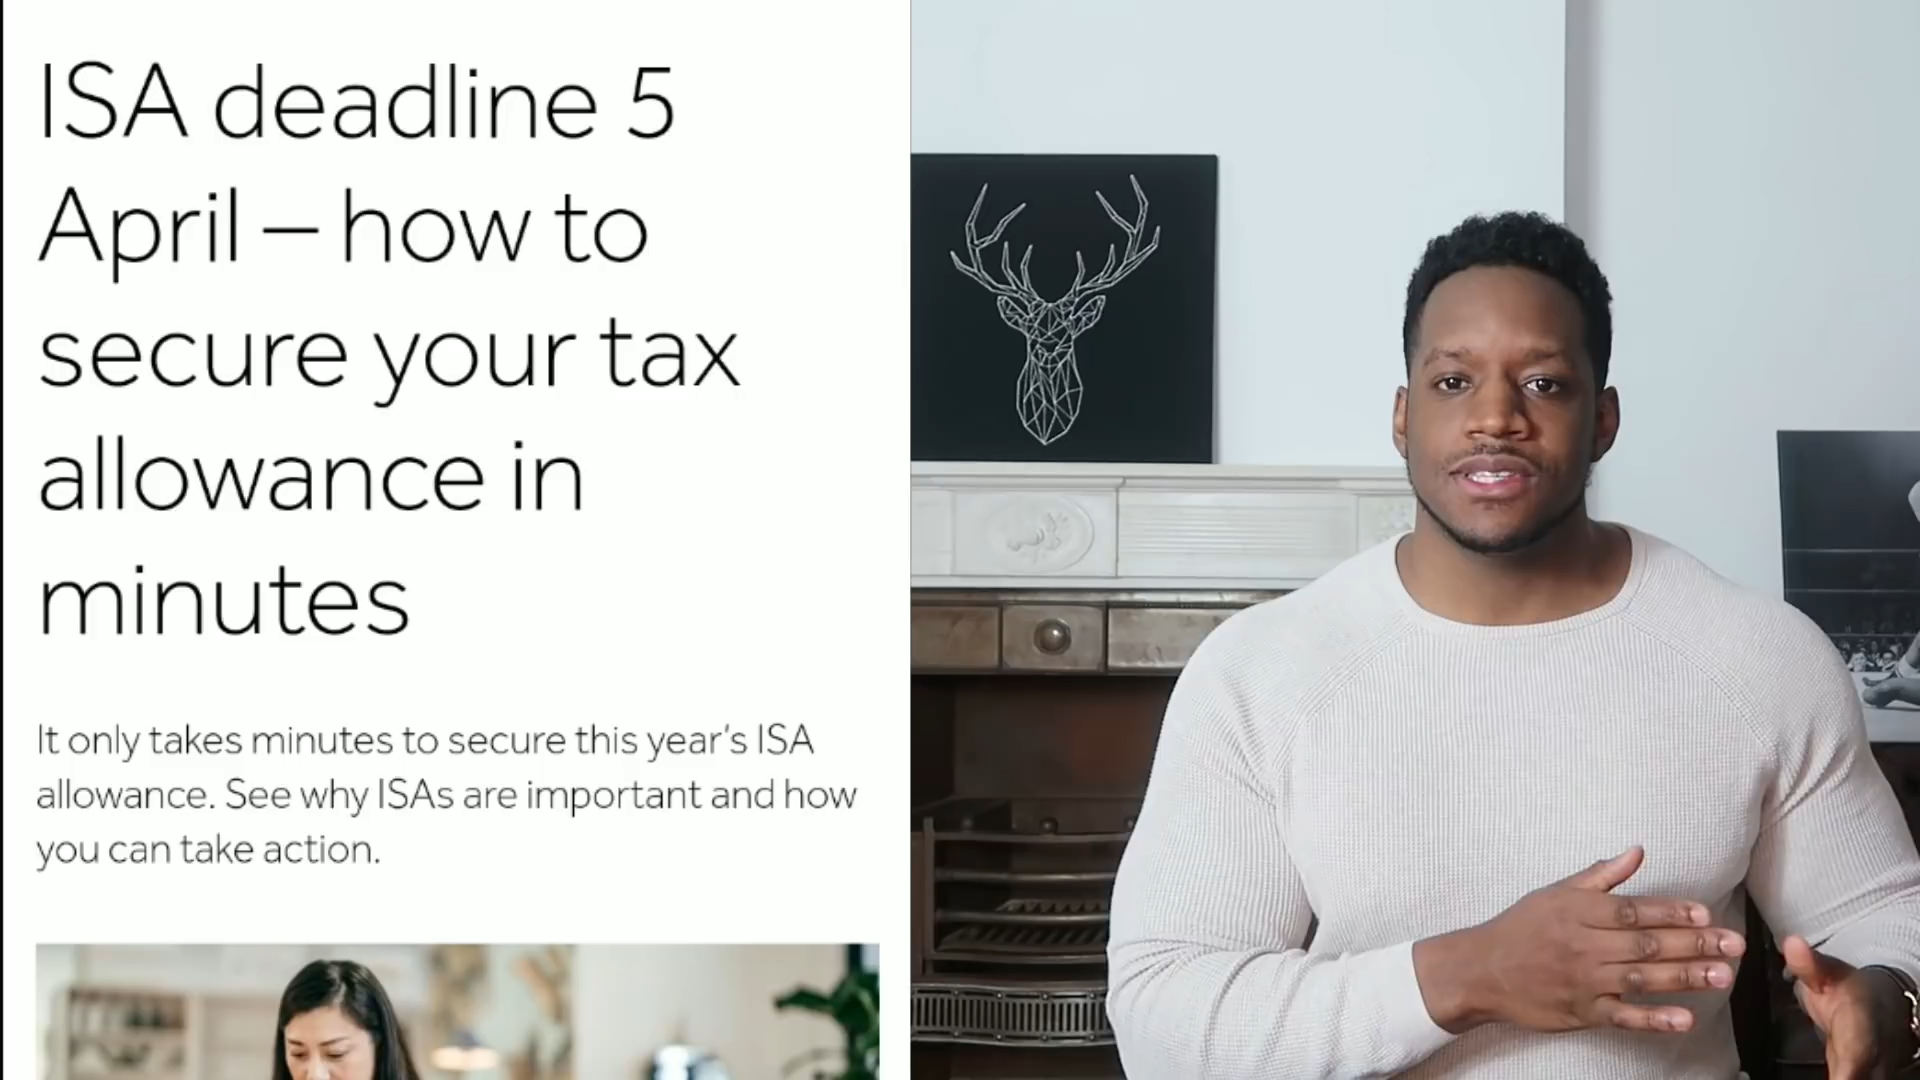 ISA deadline 5
April – how to
secure your tax
allowance in
minutes
It only takes minutes to secure this year's ISA
allowance. See why ISAs are important and how
you can take action.